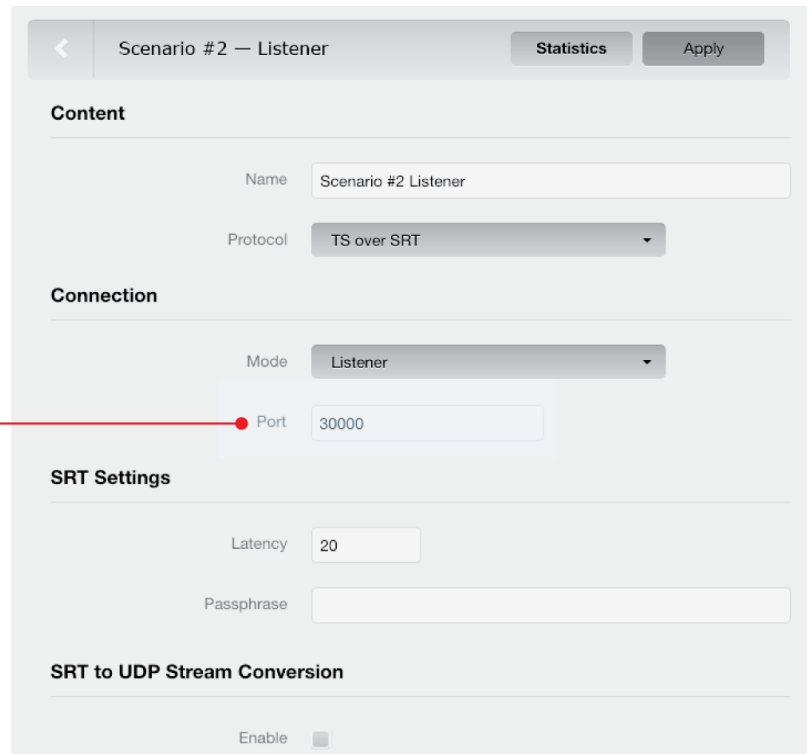 Scenario #2 — Listener Statistics Apply
Content
Name Scenario #2 Listener
Protocol TS over SRT
Connection
Mode Listener
Port 30000
SRT Settings
Latency 20
Passphrase
SRT to UDP Stream Conversion
Enable